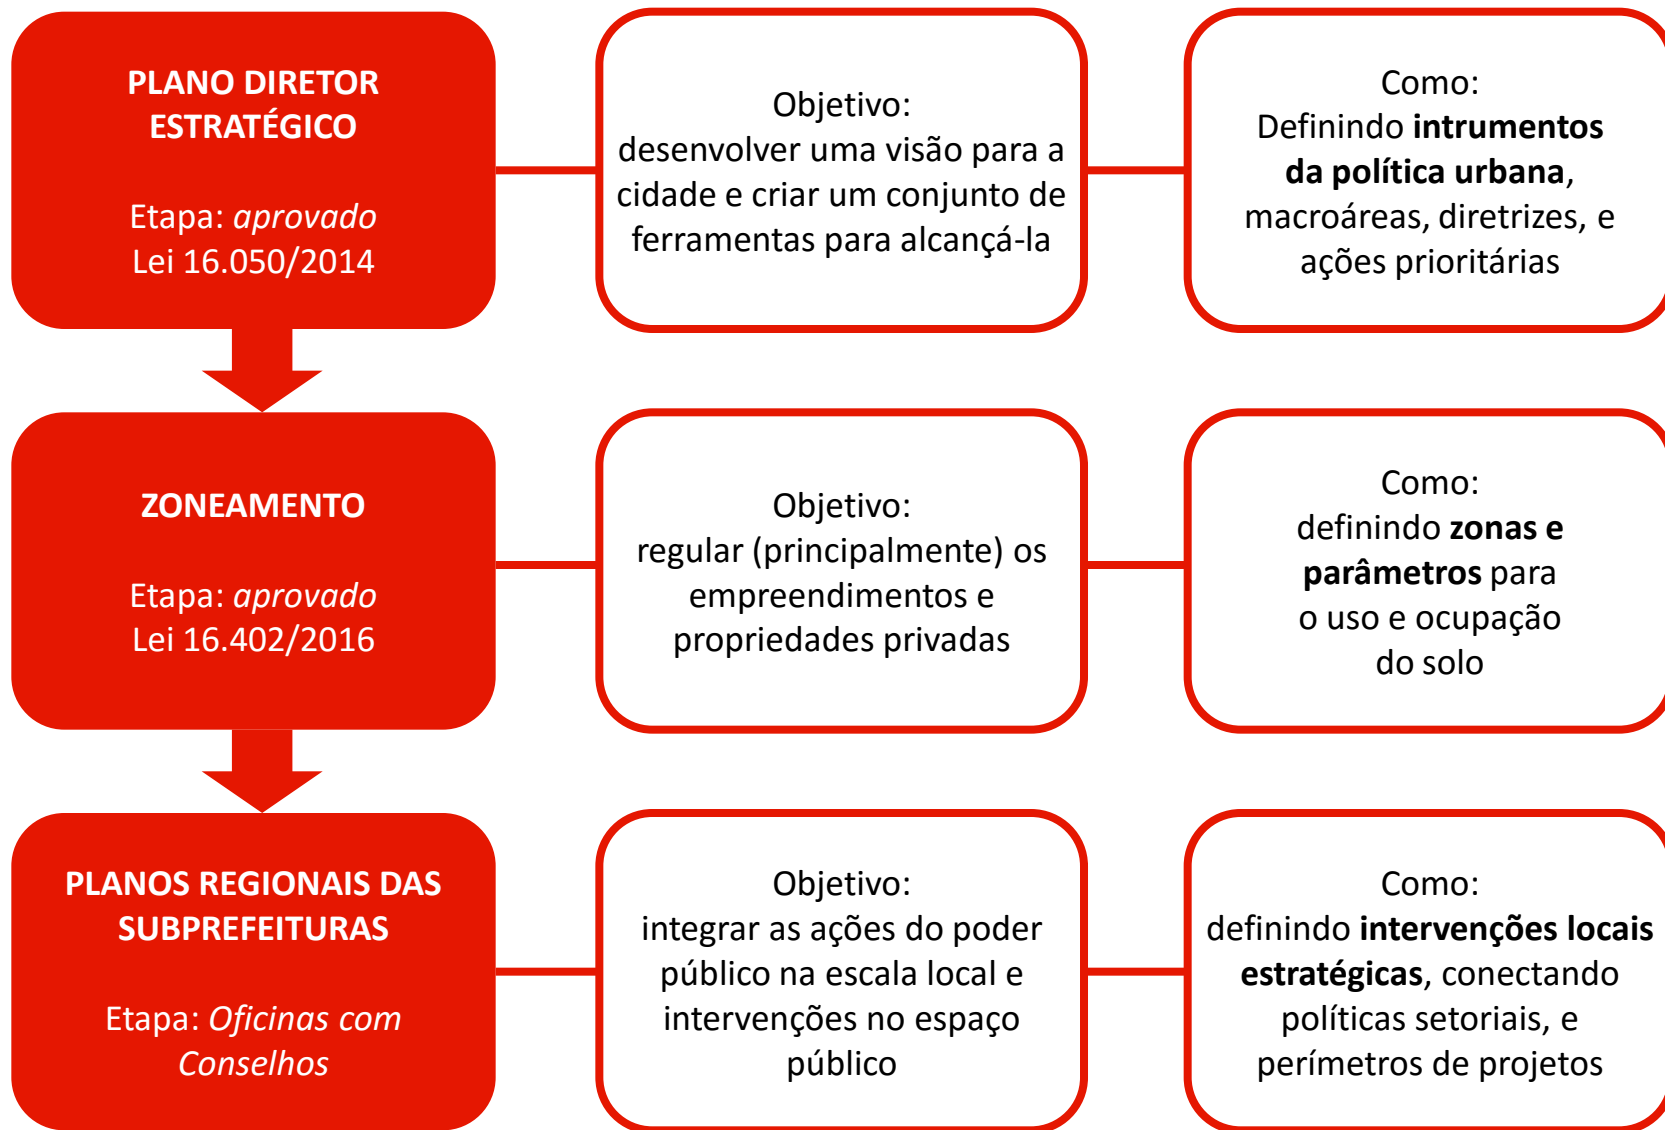 PLANO DIRETOR
ESTRATÉGICO
Etapa: aprovado
Lei 16.050/2014
Objetivo:
desenvolver uma visão para a
cidade e criar um conjunto de
ferramentas para alcançá-la
Como:
Definindo intrumentos
da política urbana,
macroáreas, diretrizes, e
ações prioritárias
ZONEAMENTO
Etapa: aprovado
Lei 16.402/2016
Objetivo:
regular (principalmente) os
empreendimentos e
propriedades privadas
Como:
definindo zonas e
parâmetros para
o uso e ocupação
do solo
PLANOS REGIONAIS DAS
SUBPREFEITURAS
Etapa: Oficinas com
Conselhos
Objetivo:
integrar as ações do poder
público na escala local e
intervenções no espaço
público
Como:
definindo intervenções locais
estratégicas, conectando
políticas setoriais, e
perímetros de projetos